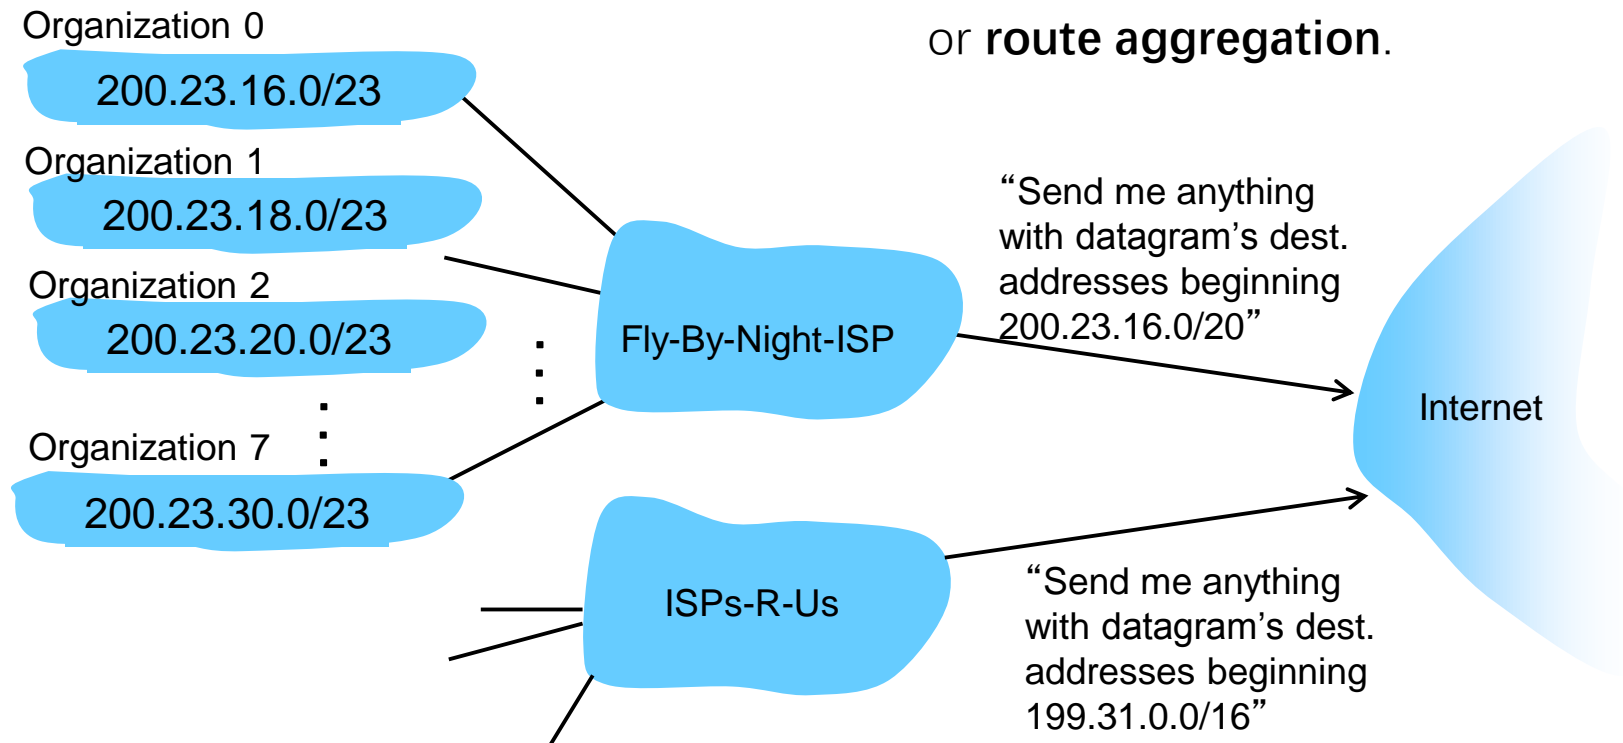 or route aggregation.
Organization 0
200.23.16.0/23
Organization 1
200.23.18.0/23
Organization 2
200.23.20.0/23
Organization 7
200.23.30.0/23
Fly-By-Night-ISP
“Send me anything
with datagram’s dest.
addresses beginning
200.23.16.0/20”
Internet
ISPs-R-Us
“Send me anything
with datagram’s dest.
addresses beginning
199.31.0.0/16”